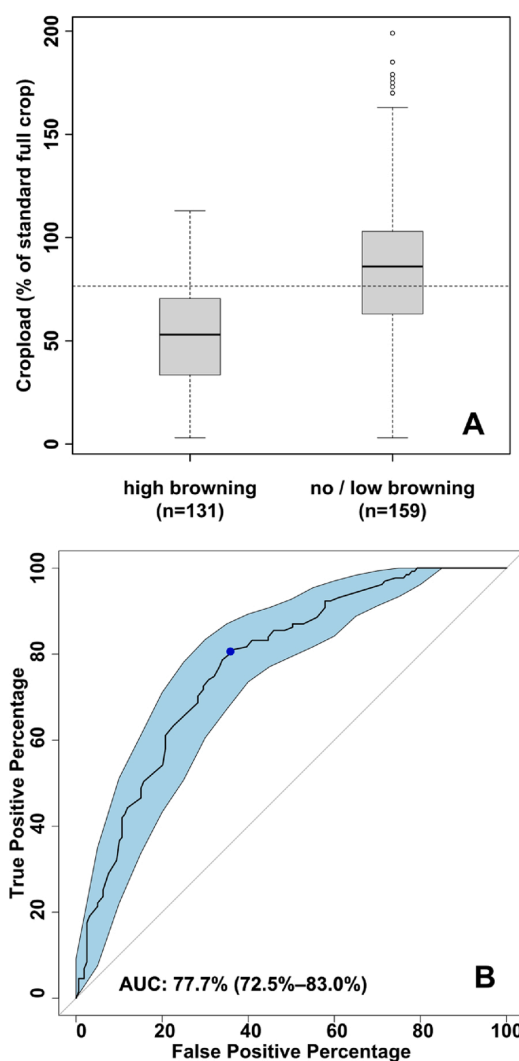 200
150
100
50
0
Cropload (% of standard full crop)
A
high browning
(n=131)
no / low browning
(n=159)
100
80
60
40
20
0
True Positive Percentage
AUC: 77.7% (72.5%–83.0%)
B
0
20
40
60
80
100
False Positive Percentage